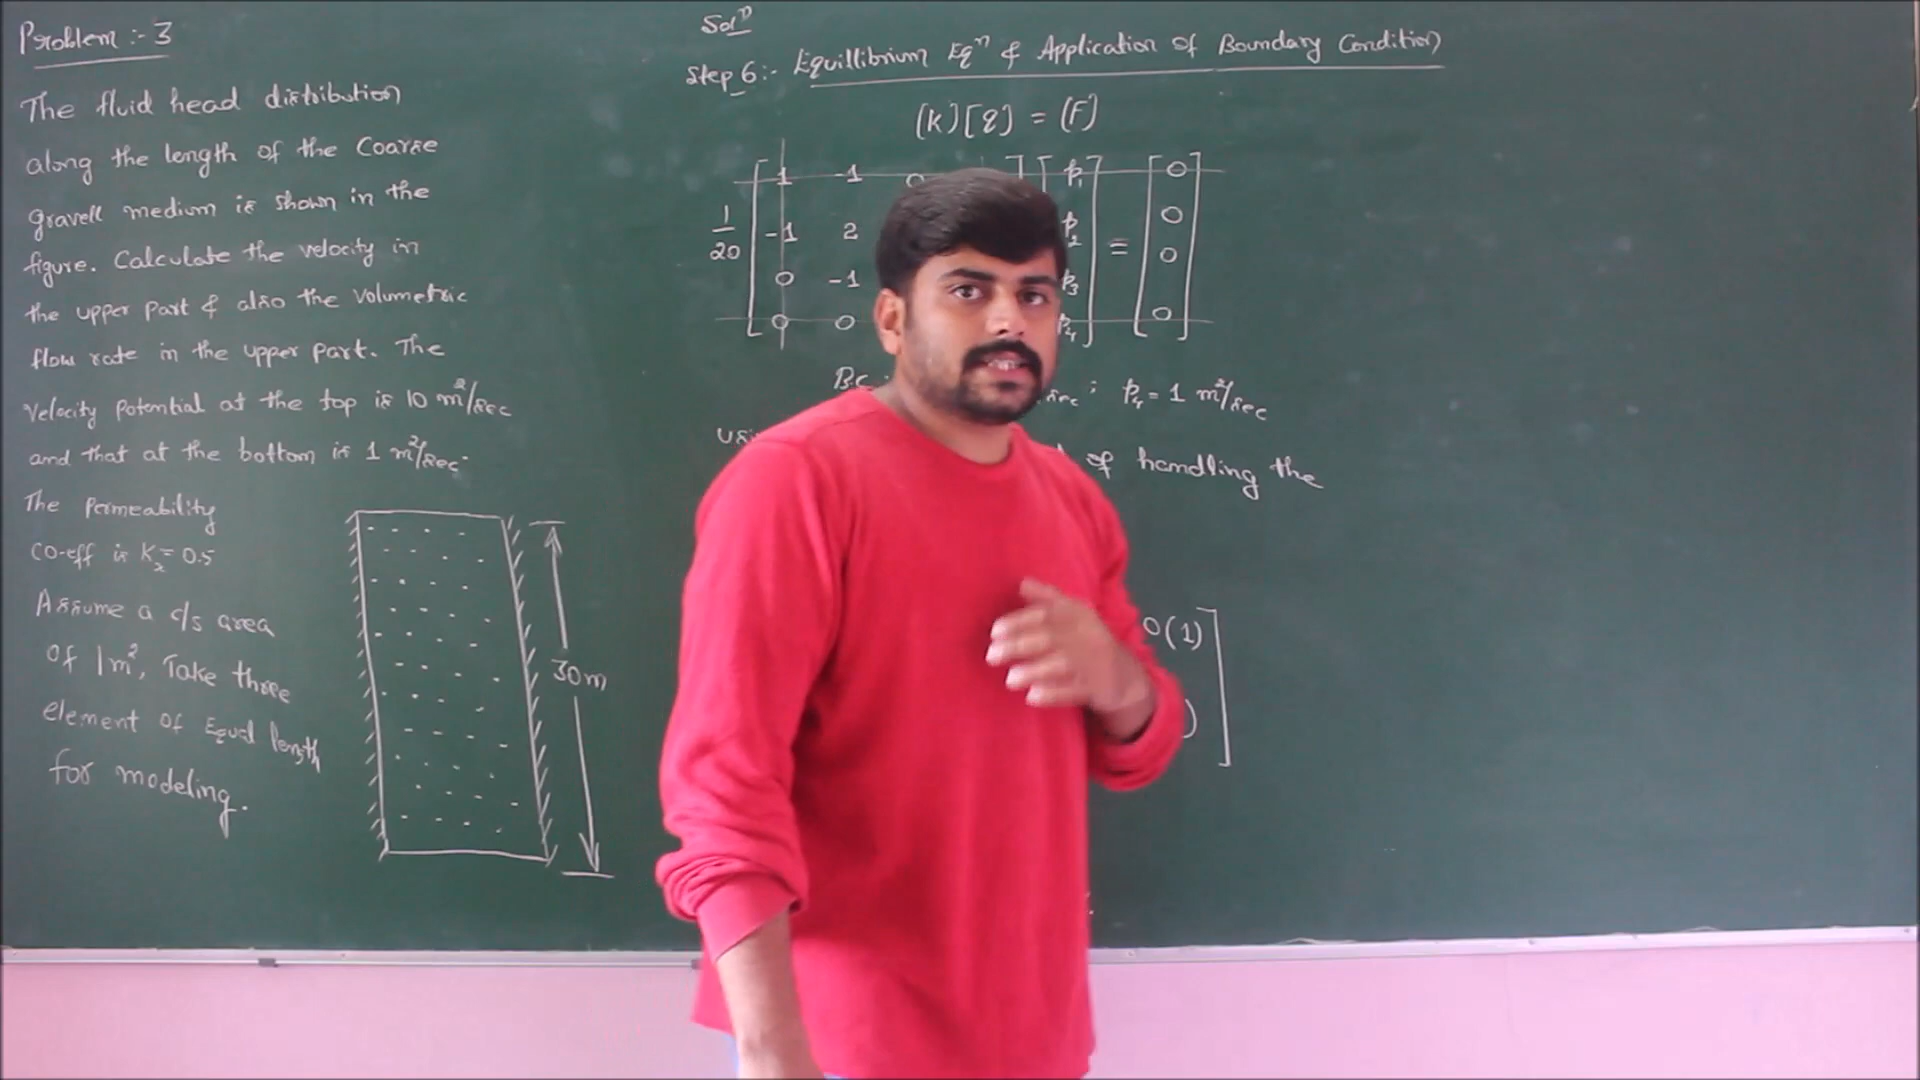 Problem :- 3
The fluid head distribution
along the length of the Coarse
gravell medium is shown in the
figure. Calculate the velocity in
the upper part & also the volumetric
flow rate in the upper part. The
velocity potential at the top is 10 m²/sec
and that at the bottom is 1 m²/sec.
The Permeability
co-eff is Kx = 0.5
Assume a c/s area
of 1m², Take three
element of Equal length
for modeling.
30m
Solⁿ
Step 6:- Equillibrium Eqⁿ & Application of Boundary Condition
(K)[q] = (F)
1 -1 0 p₁ 0
1/20 -1 2 p₂ = 0
0 -1 p₃ 0
0 0 p₄ 0
B.C : sec ; p₄ = 1 m²/sec
of handling the
0(1)
)